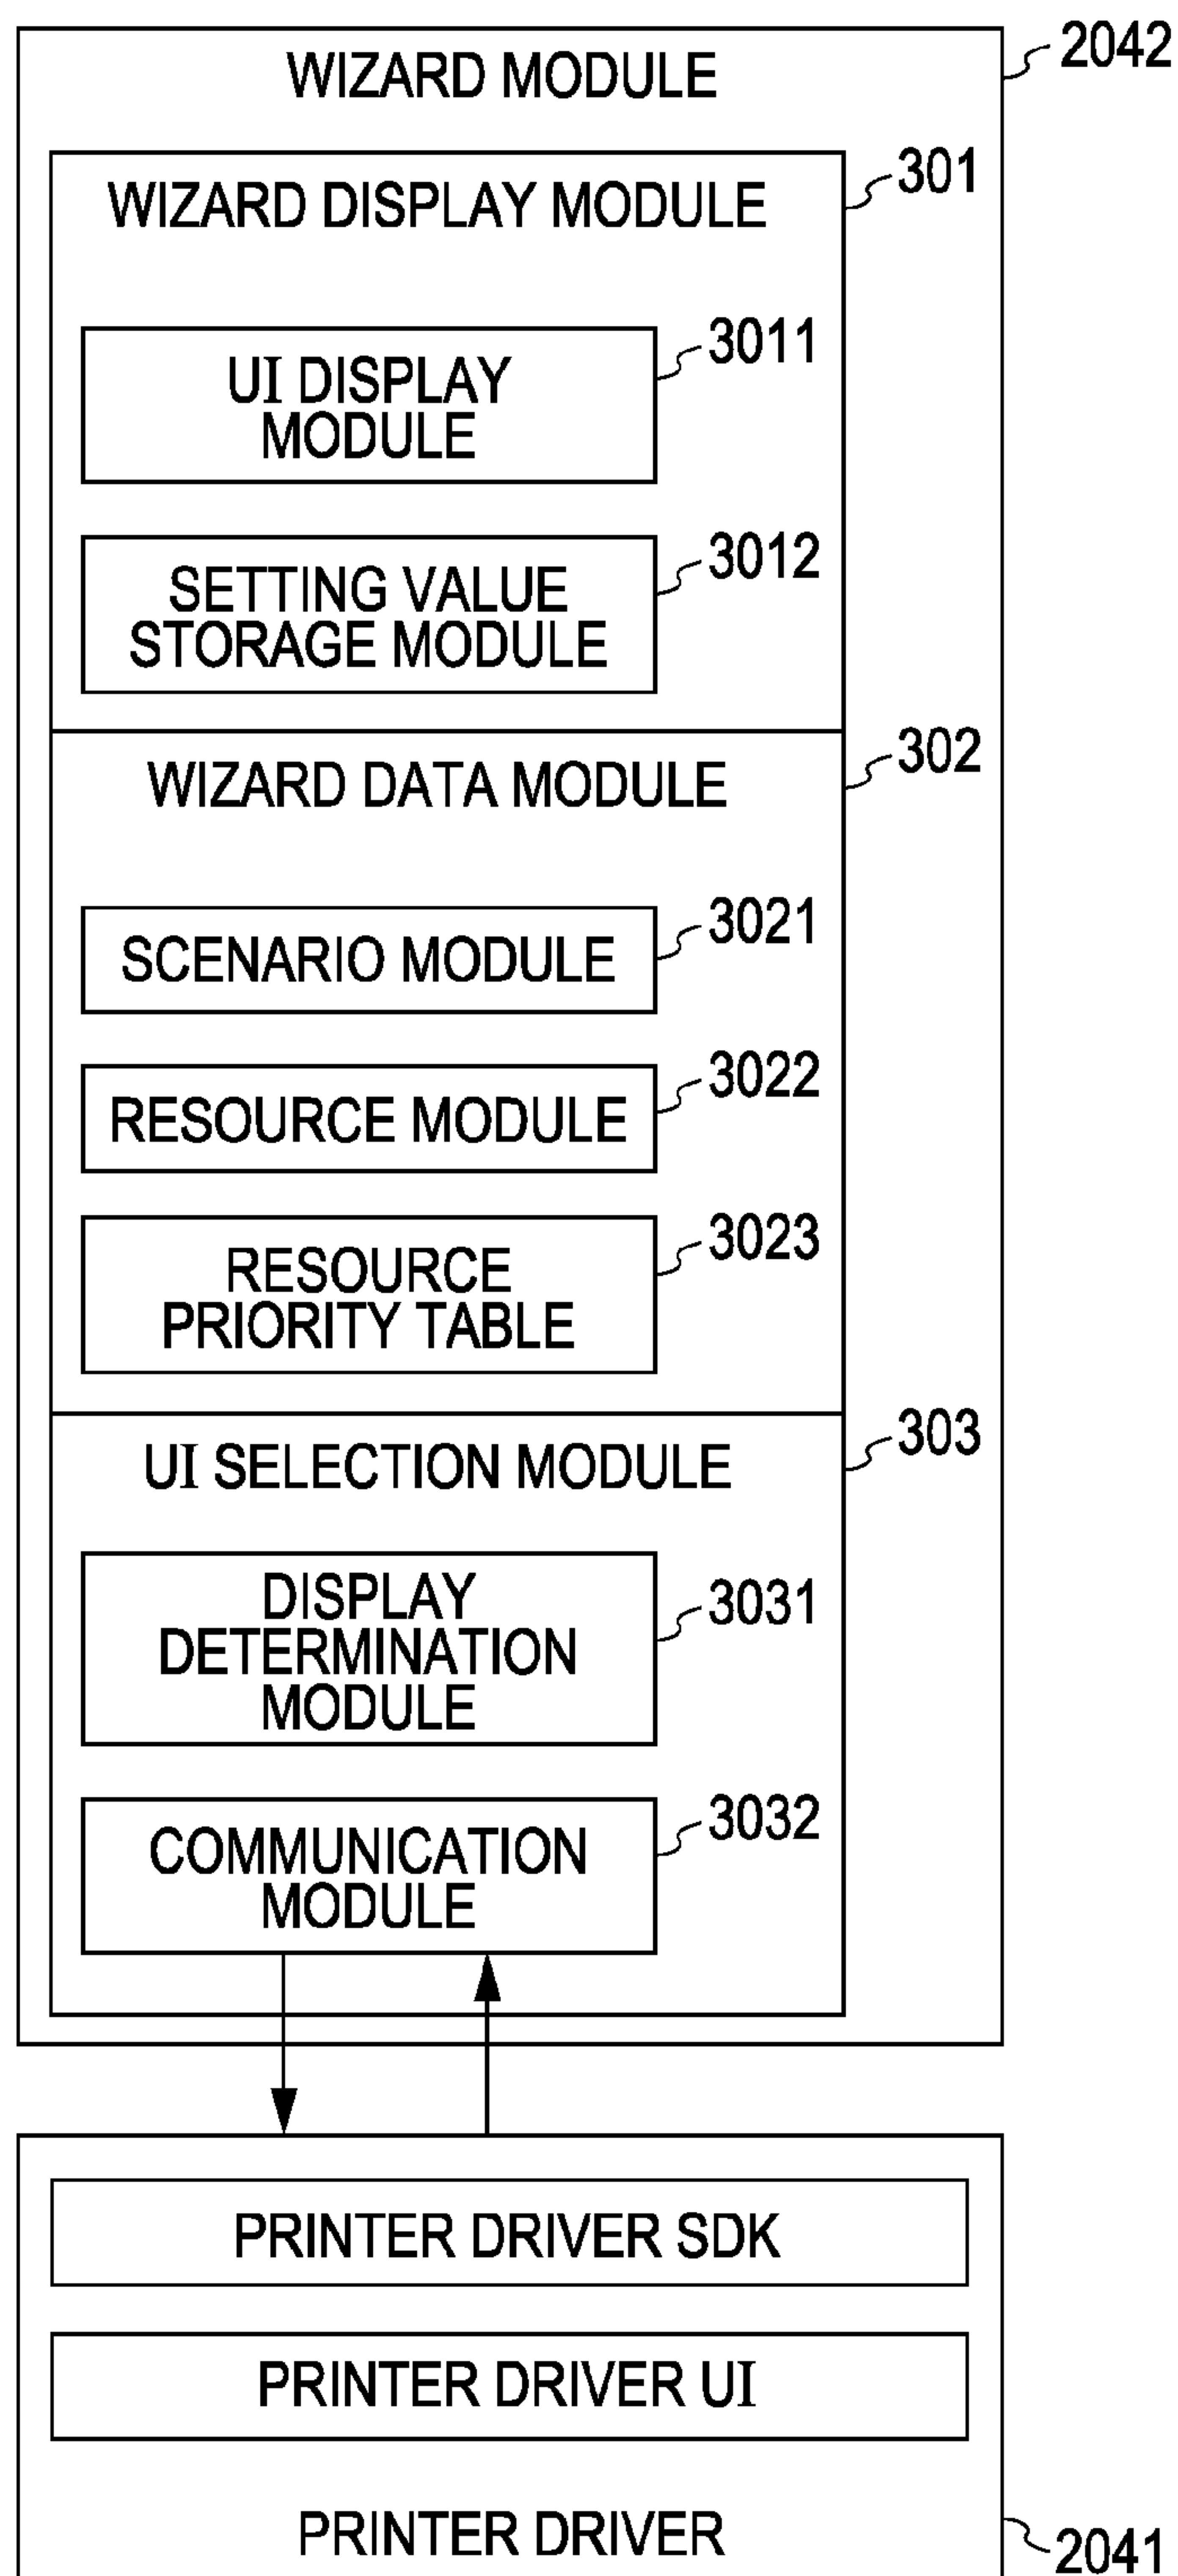 WIZARD MODULE
2042
WIZARD DISPLAY MODULE
301
UI DISPLAY
MODULE
3011
SETTING VALUE
STORAGE MODULE
3012
WIZARD DATA MODULE
302
SCENARIO MODULE
3021
RESOURCE MODULE
3022
RESOURCE
PRIORITY TABLE
3023
UI SELECTION MODULE
303
DISPLAY
DETERMINATION
MODULE
3031
COMMUNICATION
MODULE
3032
PRINTER DRIVER SDK
PRINTER DRIVER UI
PRINTER DRIVER
2041